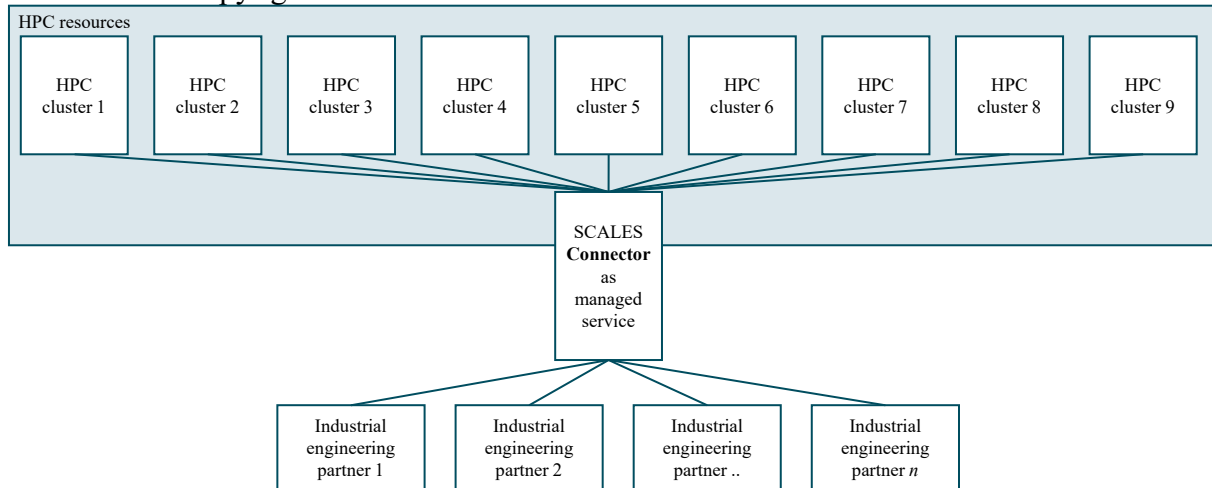 HPC resources
HPC
cluster 1
HPC
cluster 2
HPC
cluster 3
HPC
cluster 4
HPC
cluster 5
HPC
cluster 6
HPC
cluster 7
HPC
cluster 8
HPC
cluster 9
SCALES
Connector
as
managed
service
Industrial
engineering
partner 1
Industrial
engineering
partner 2
Industrial
engineering
partner ..
Industrial
engineering
partner n